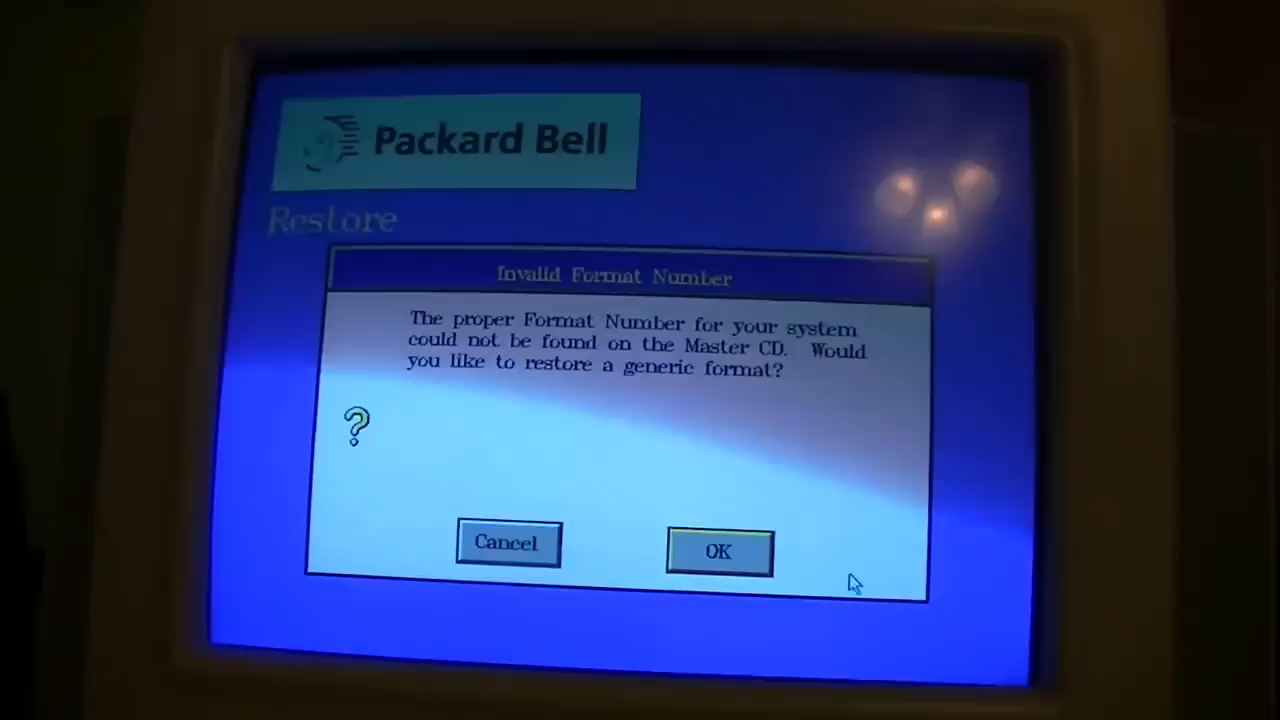 Packard Bell
Restore
Invalid Format Number
The proper Format Number for your system
could not be found on the Master CD. Would
you like to restore a generic format?
Cancel
OK